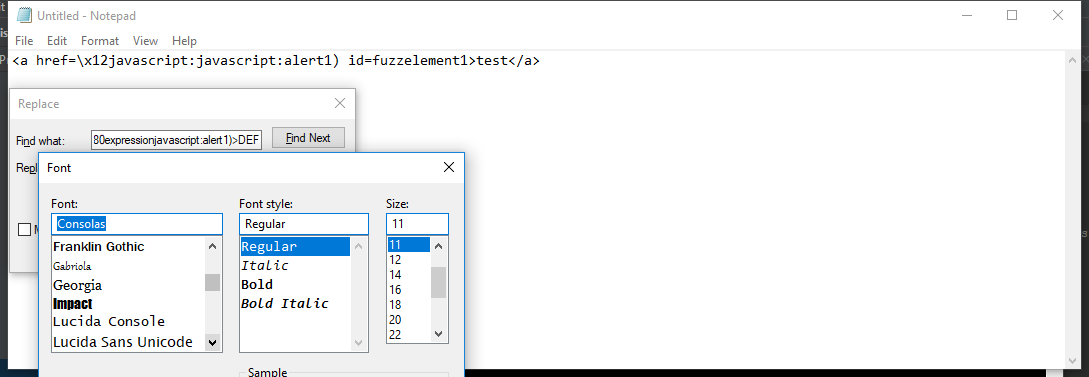 Untitled - Notepad
File Edit Format View Help
<a href=\x12javascript:javascript:alert1) id=fuzzelement1>test</a>
Replace
Find what: 80expressionjavascript:alert1)>DEF Find Next
Repl
Font
Font: Font style: Size:
Consolas Regular 11
Franklin Gothic Regular 11
Gabriola Italic 12
Georgia Bold 14
Impact Bold Italic 16
Lucida Console 18
Lucida Sans Unicode 20
22
Sample